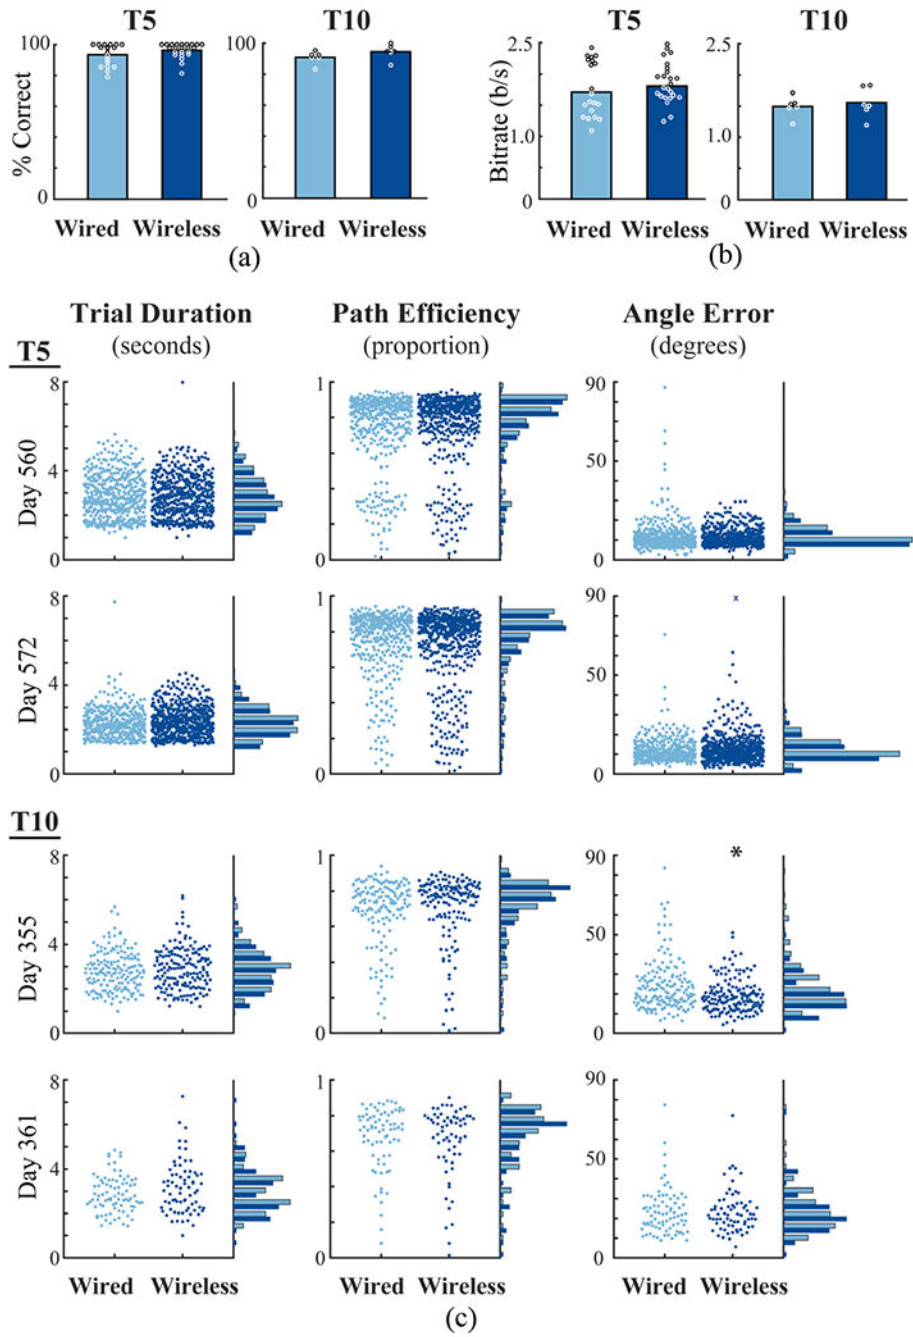 T5 T10 T5 T10
% Correct
100
0
100
0
Bitrate (b/s)
2.5
1.0
0
2.5
1.0
0
Wired Wireless Wired Wireless Wired Wireless Wired Wireless
(a) (b)
Trial Duration Path Efficiency Angle Error
(seconds) (proportion) (degrees)
T5
Day 560
8
4
0
1
0
90
50
10
0
Day 572
8
4
0
1
0
90
50
10
0
x
T10
Day 355
8
4
0
1
0
90
50
0
*
Day 361
8
4
0
1
0
90
50
0
Wired Wireless Wired Wireless Wired Wireless
(c)